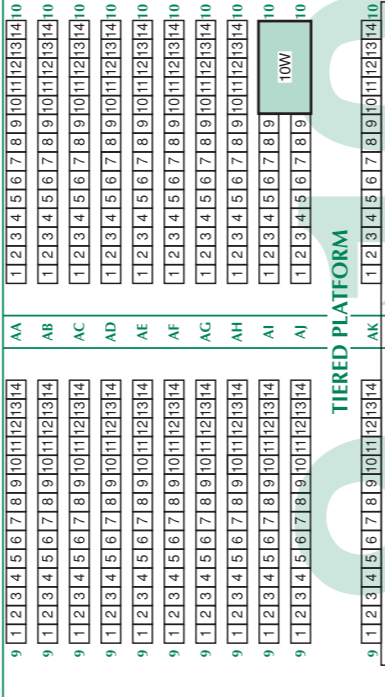 9 1 2 3 4 5 6 7 8 9 10 11 12 13 14 AA 1 2 3 4 5 6 7 8 9 10 11 12 13 14 10
9 1 2 3 4 5 6 7 8 9 10 11 12 13 14 AB 1 2 3 4 5 6 7 8 9 10 11 12 13 14 10
9 1 2 3 4 5 6 7 8 9 10 11 12 13 14 AC 1 2 3 4 5 6 7 8 9 10 11 12 13 14 10
9 1 2 3 4 5 6 7 8 9 10 11 12 13 14 AD 1 2 3 4 5 6 7 8 9 10 11 12 13 14 10
9 1 2 3 4 5 6 7 8 9 10 11 12 13 14 AE 1 2 3 4 5 6 7 8 9 10 11 12 13 14 10
9 1 2 3 4 5 6 7 8 9 10 11 12 13 14 AF 1 2 3 4 5 6 7 8 9 10 11 12 13 14 10
9 1 2 3 4 5 6 7 8 9 10 11 12 13 14 AG 1 2 3 4 5 6 7 8 9 10 11 12 13 14 10
9 1 2 3 4 5 6 7 8 9 10 11 12 13 14 AH 1 2 3 4 5 6 7 8 9 10 11 12 13 14 10
9 1 2 3 4 5 6 7 8 9 10 11 12 13 14 AI 1 2 3 4 5 6 7 8 9 10
10W
9 1 2 3 4 5 6 7 8 9 10 11 12 13 14 AJ 1 2 3 4 5 6 7 8 9 10
TIERED PLATFORM
9 1 2 3 4 5 6 7 8 9 10 11 12 13 14 AK 1 2 3 4 5 6 7 8 9 10 11 12 13 14 10